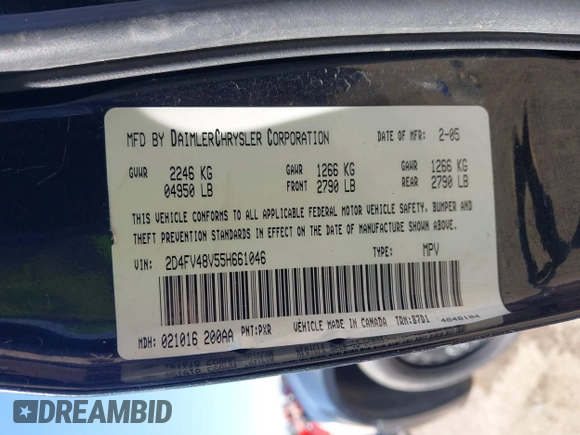 MFD BY DAIMLERCHRYSLER CORPORATION DATE OF MFR: 2-05
GVWR 2246 KG GAWR 1266 KG GAWR 1266 KG
04950 LB FRONT 2790 LB REAR 2790 LB
THIS VEHICLE CONFORMS TO ALL APPLICABLE FEDERAL MOTOR VEHICLE SAFETY, BUMPER AND
THEFT PREVENTION STANDARDS IN EFFECT ON THE DATE OF MANUFACTURE SHOWN ABOVE.
VIN: 2D4FV48V55H661046 TYPE: MPV
MDH: 021016 200AA PNT: PXR VEHICLE MADE IN CANADA TRM: B7D1 4648104
DREAMBID